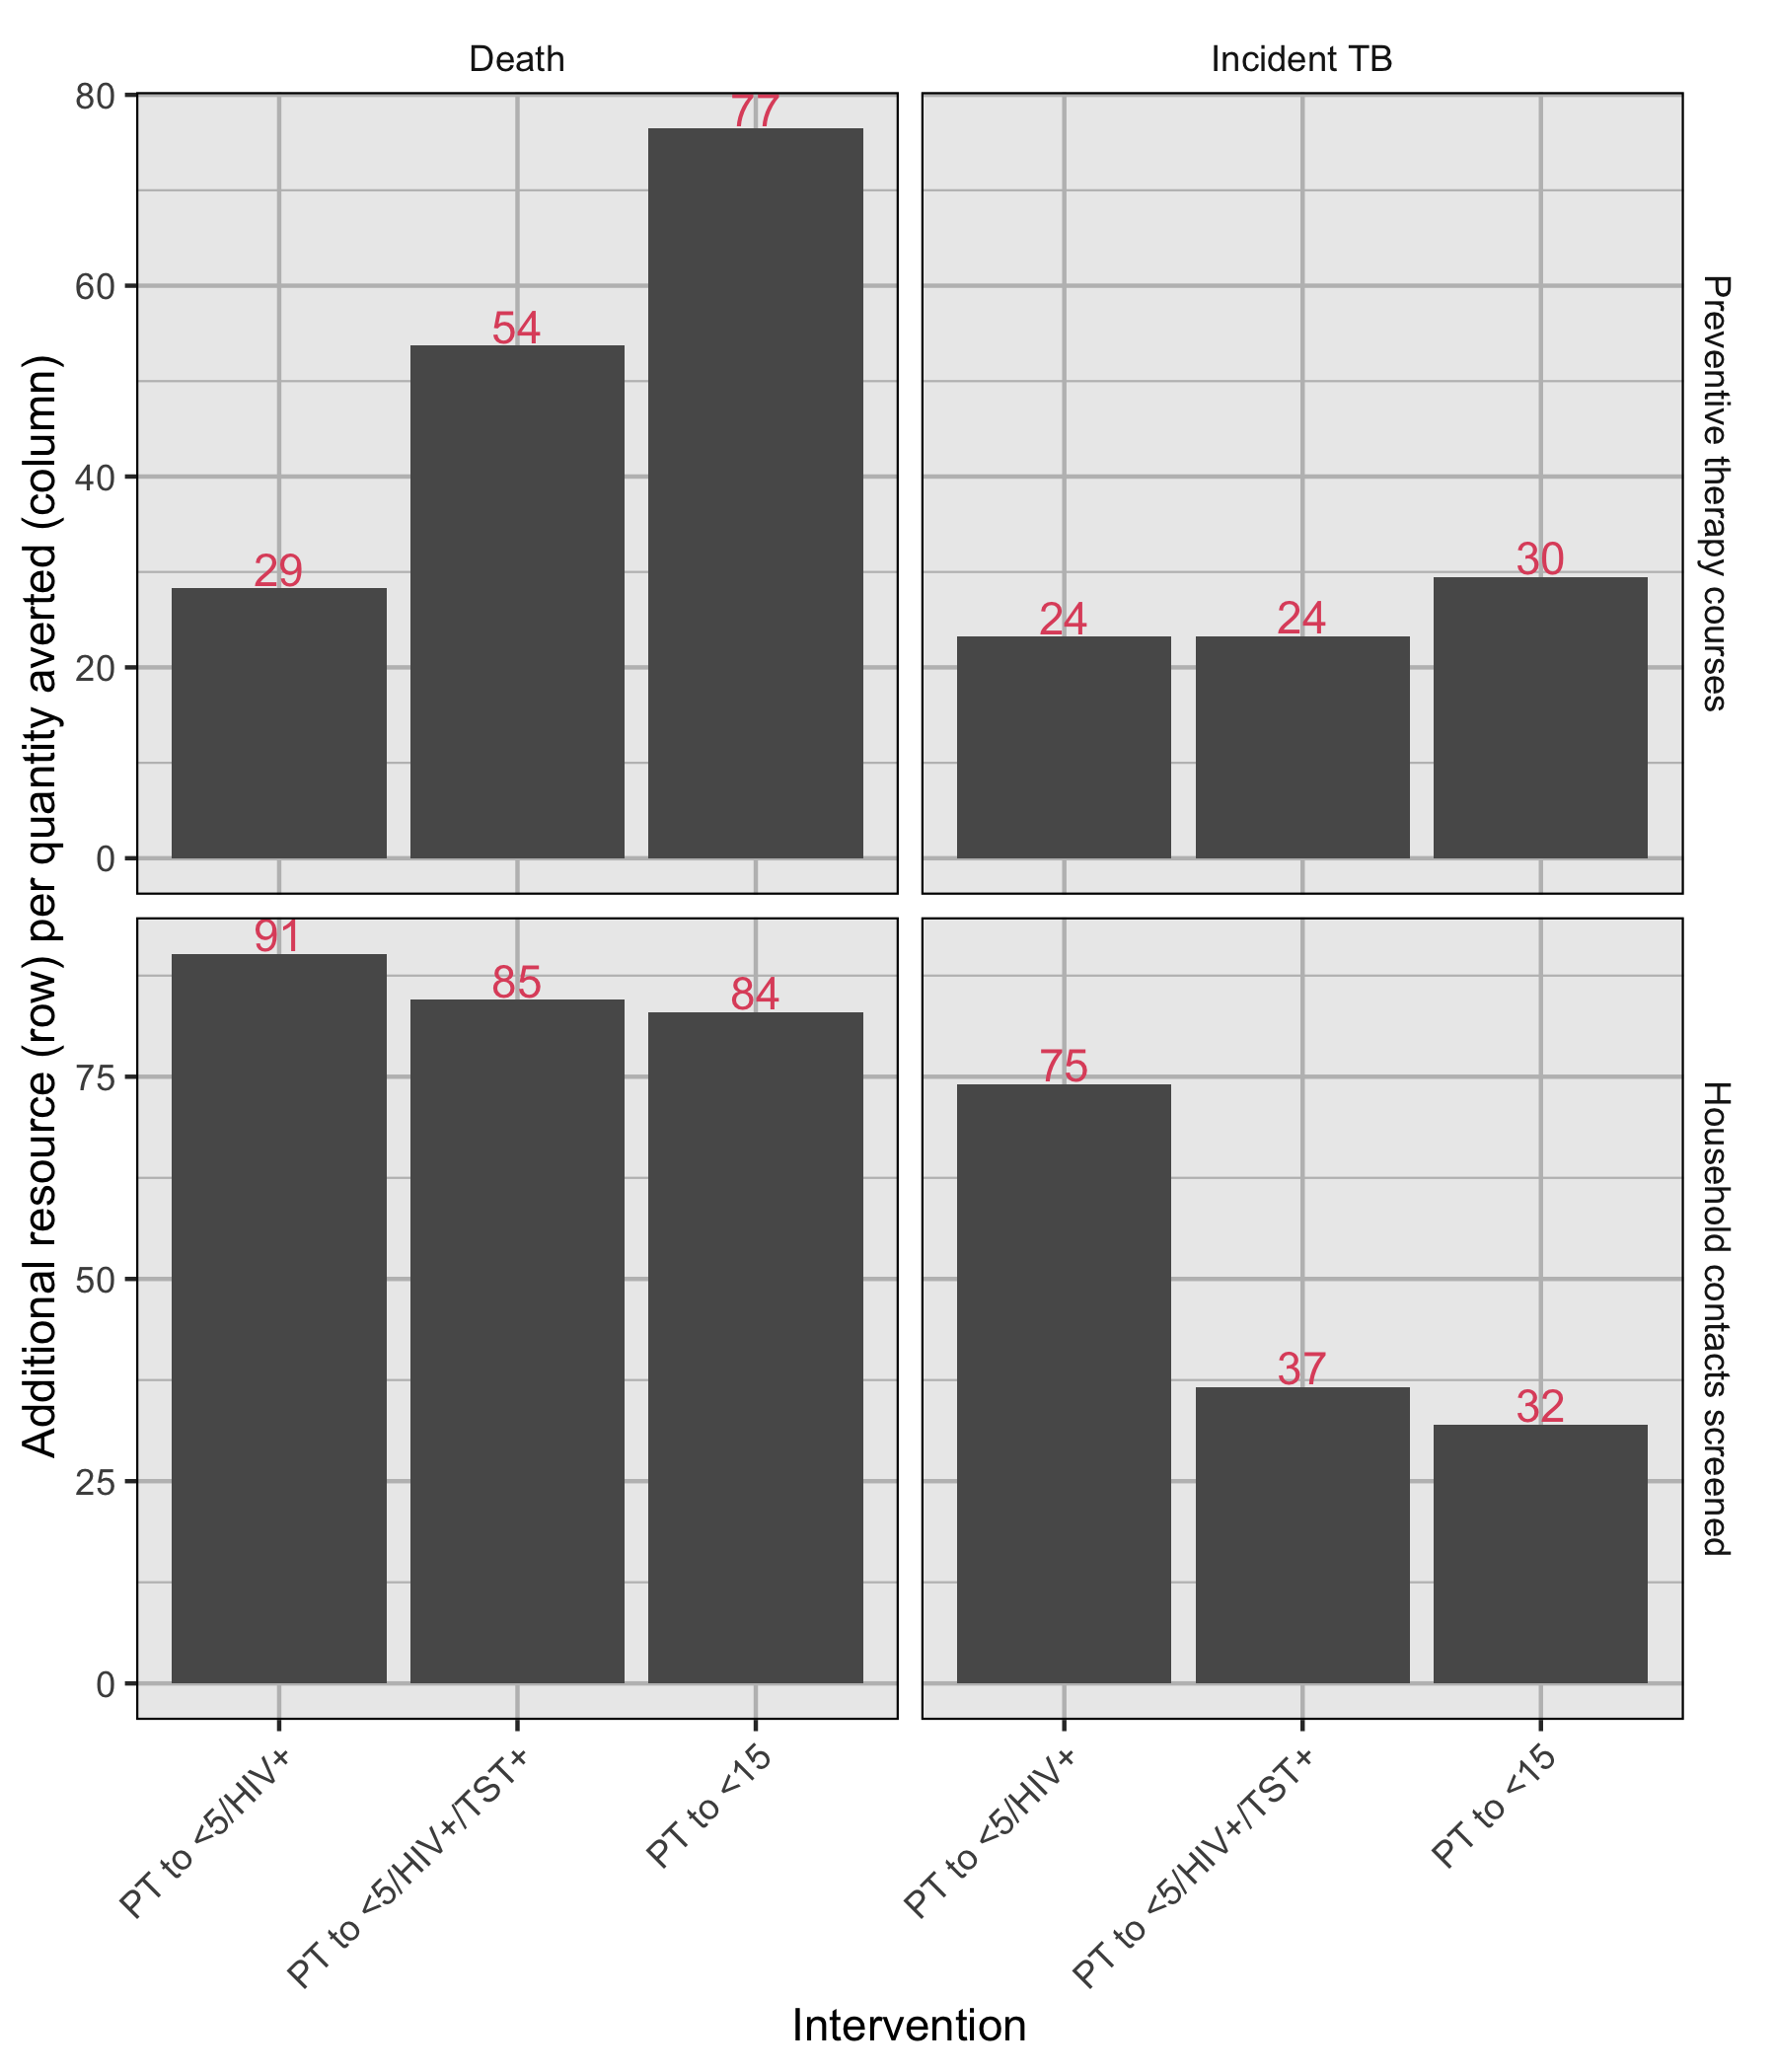 Death
Incident TB
Additional resource (row) per quantity averted (column)
80
60
40
20
0
77
54
29
24
24
30
Preventive therapy courses
75
50
25
0
91
85
84
75
37
32
Household contacts screened
PT to <5/HIV+
PT to <5/HIV+/TST+
PT to <15
PT to <5/HIV+
PT to <5/HIV+/TST+
PT to <15
Intervention